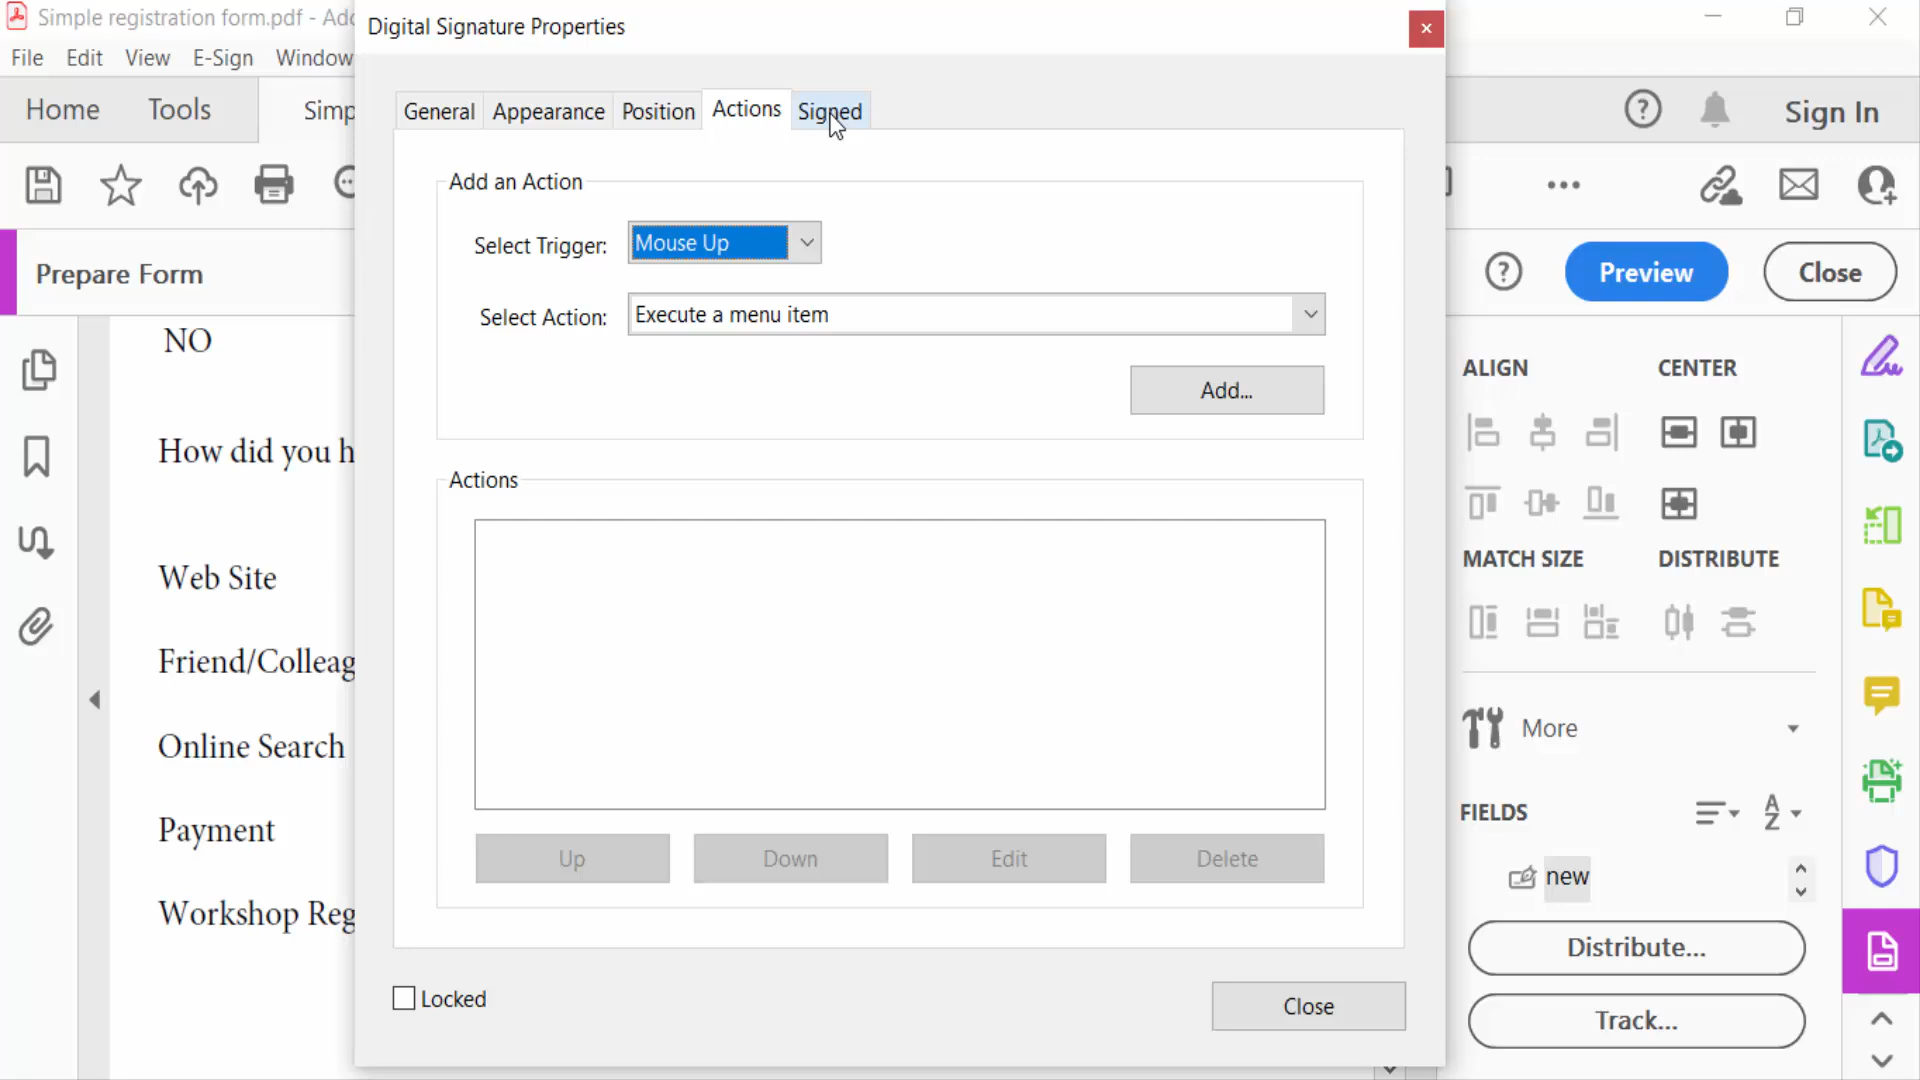 Simple registration form.pdf - Ado
File Edit View E-Sign Window
Home Tools Simp
Sign In
Prepare Form
Preview
Close
NO
How did you h
Web Site
Friend/Colleag
Online Search
Payment
Workshop Reg
Digital Signature Properties
General Appearance Position Actions Signed
Add an Action
Select Trigger: Mouse Up
Select Action: Execute a menu item
Add...
Actions
Up Down Edit Delete
Locked
Close
ALIGN CENTER
MATCH SIZE DISTRIBUTE
More
FIELDS
A
Z
new
Distribute...
Track...